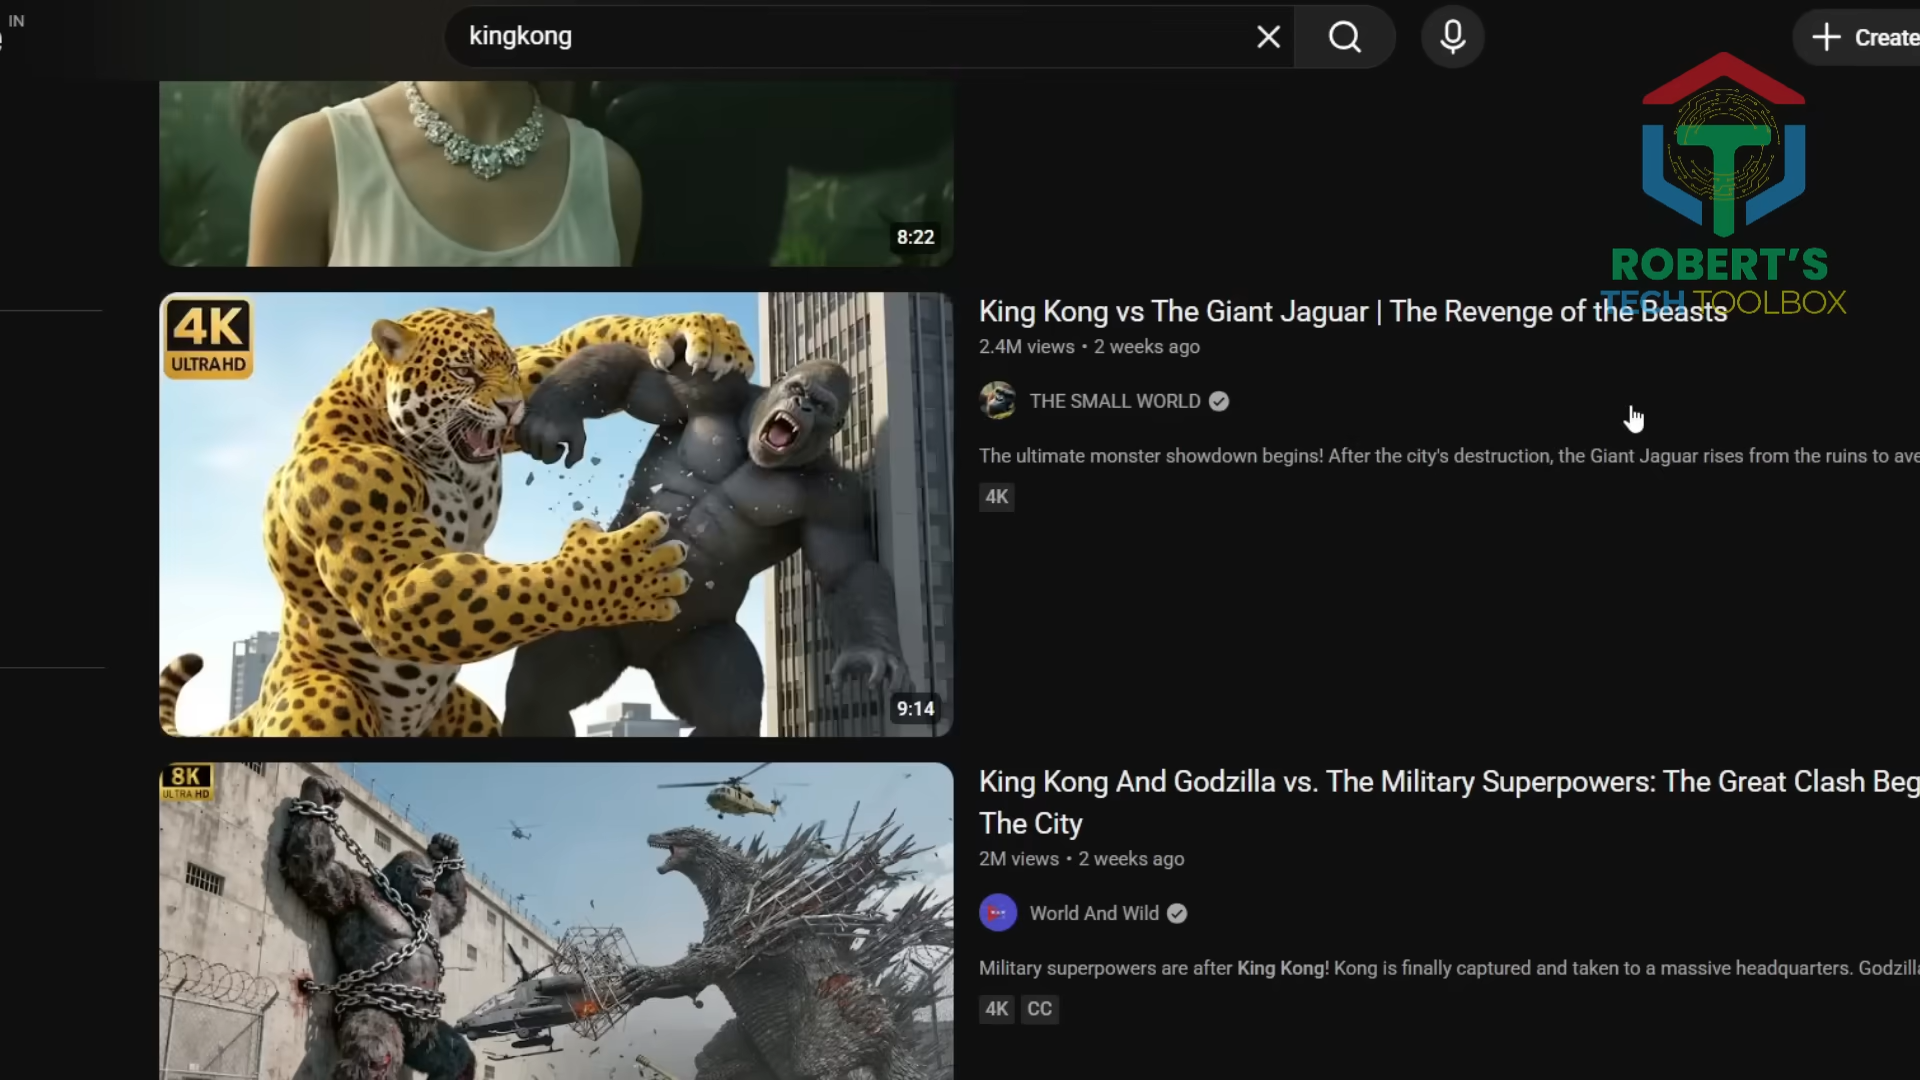 IN
kingkong
Create
ROBERT'S
TECH TOOLBOX
8:22
4K
ULTRA HD
9:14
King Kong vs The Giant Jaguar | The Revenge of the Beasts
2.4M views • 2 weeks ago
THE SMALL WORLD
The ultimate monster showdown begins! After the city's destruction, the Giant Jaguar rises from the ruins to ave
4K
8K
ULTRA HD
King Kong And Godzilla vs. The Military Superpowers: The Great Clash Beg
The City
2M views • 2 weeks ago
World And Wild
Military superpowers are after King Kong! Kong is finally captured and taken to a massive headquarters. Godzill
4K CC